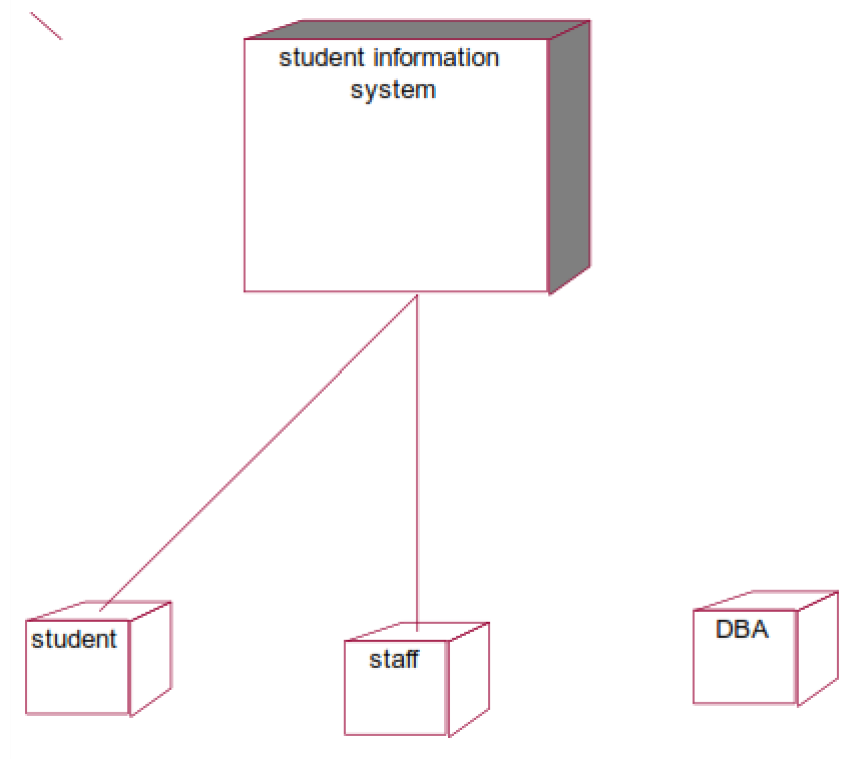 student information
system
student
staff
DBA